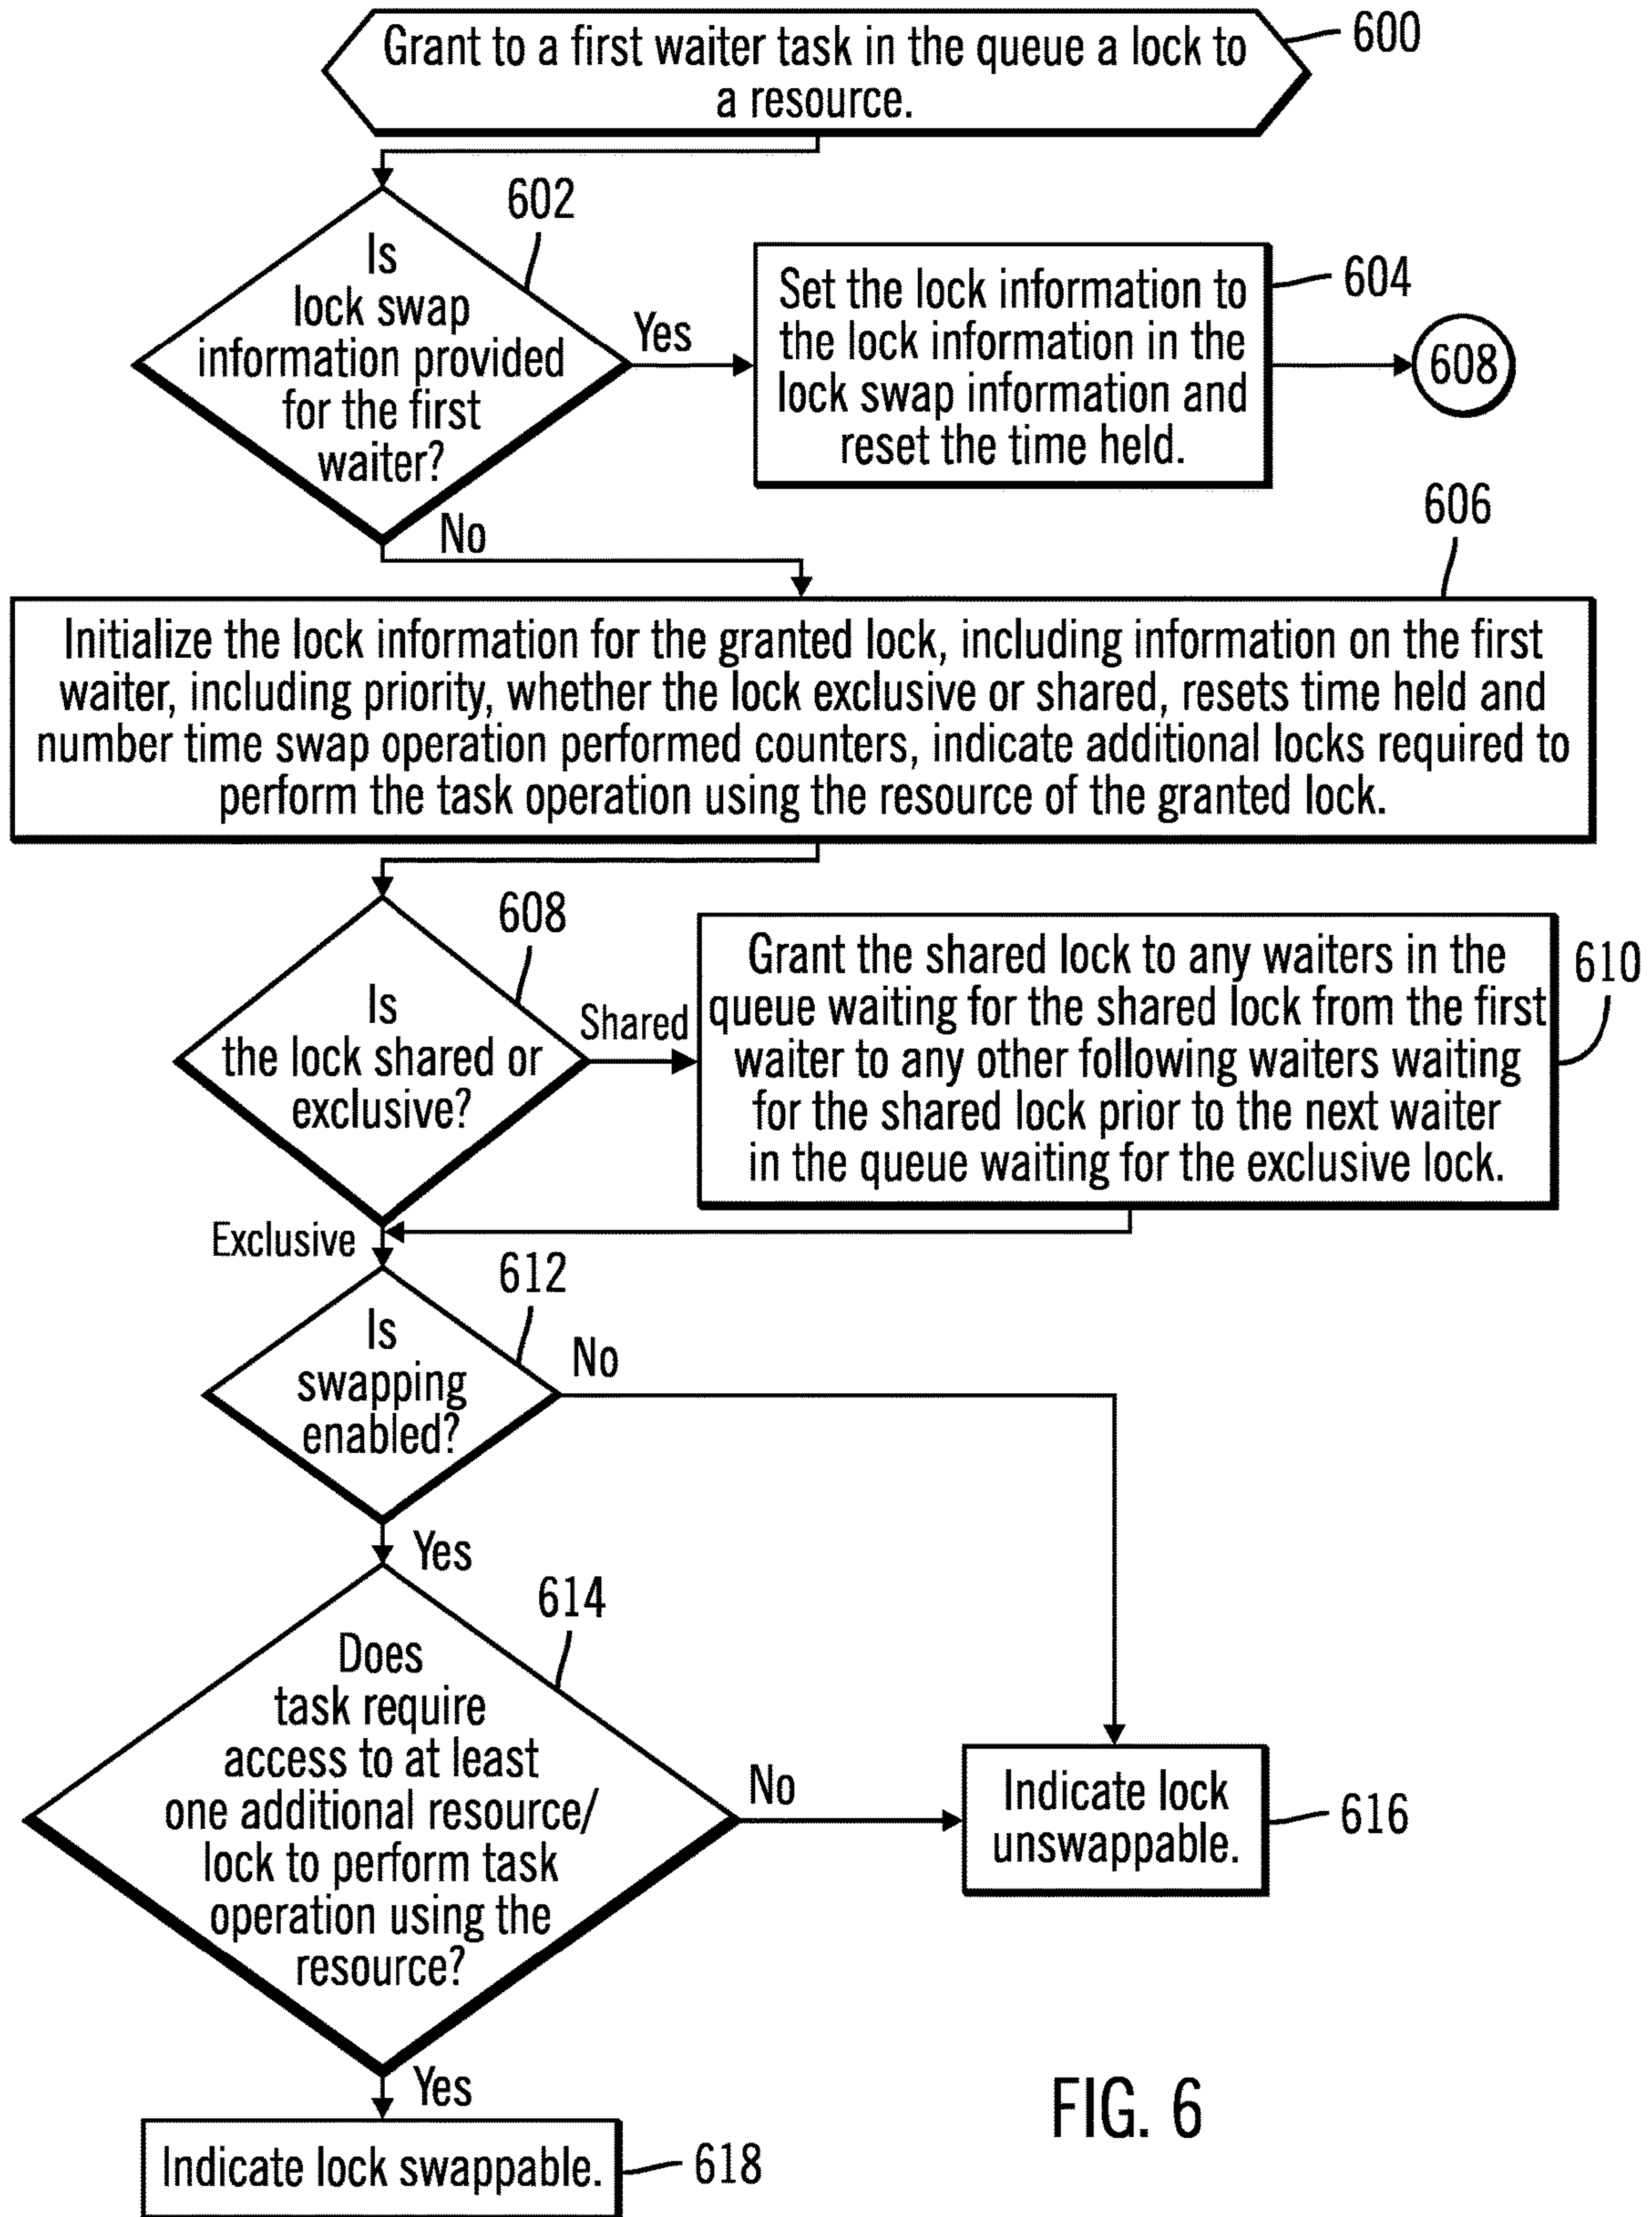 Grant to a first waiter task in the queue a lock to
a resource.
600
602
Is
lock swap
information provided
for the first
waiter?
Yes
Set the lock information to
the lock information in the
lock swap information and
reset the time held.
604
608
No
606
Initialize the lock information for the granted lock, including information on the first
waiter, including priority, whether the lock exclusive or shared, resets time held and
number time swap operation performed counters, indicate additional locks required to
perform the task operation using the resource of the granted lock.
608
Is
the lock shared or
exclusive?
Shared
Grant the shared lock to any waiters in the
queue waiting for the shared lock from the first
waiter to any other following waiters waiting
for the shared lock prior to the next waiter
in the queue waiting for the exclusive lock.
610
Exclusive
612
Is
swapping
enabled?
No
Yes
614
Does
task require
access to at least
one additional resource/
lock to perform task
operation using the
resource?
No
Indicate lock
unswappable.
616
Yes
Indicate lock swappable.
618
FIG. 6